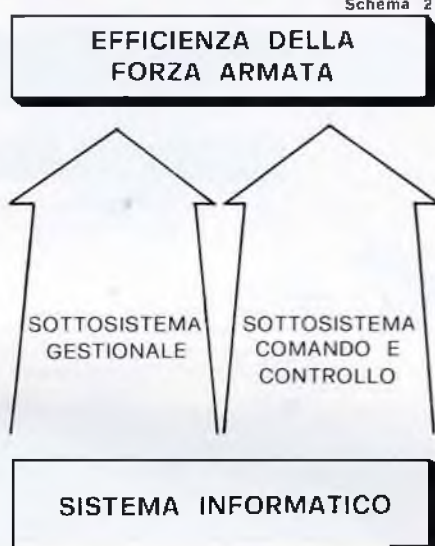 Schema 2
EFFICIENZA DELLA
FORZA ARMATA
SOTTOSISTEMA
GESTIONALE
SOTTOSISTEMA
COMANDO E
CONTROLLO
SISTEMA INFORMATICO